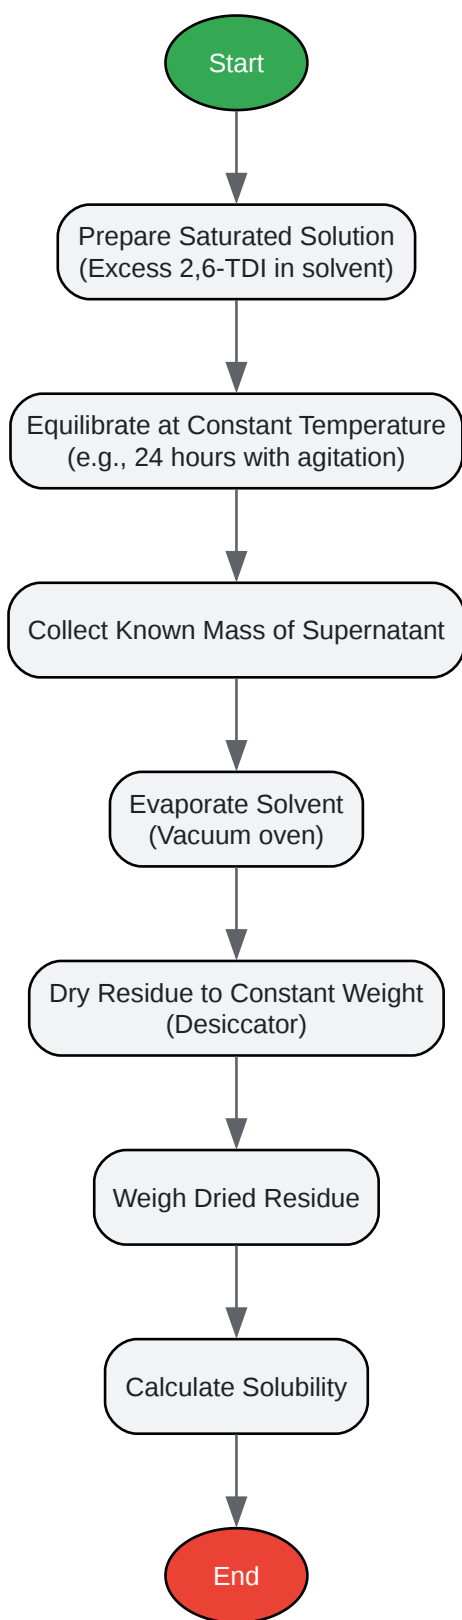 Start
Prepare Saturated Solution
(Excess 2,6-TDI in solvent)
Equilibrate at Constant Temperature
(e.g., 24 hours with agitation)
Collect Known Mass of Supernatant
Evaporate Solvent
(Vacuum oven)
Dry Residue to Constant Weight
(Desiccator)
Weigh Dried Residue
Calculate Solubility
End